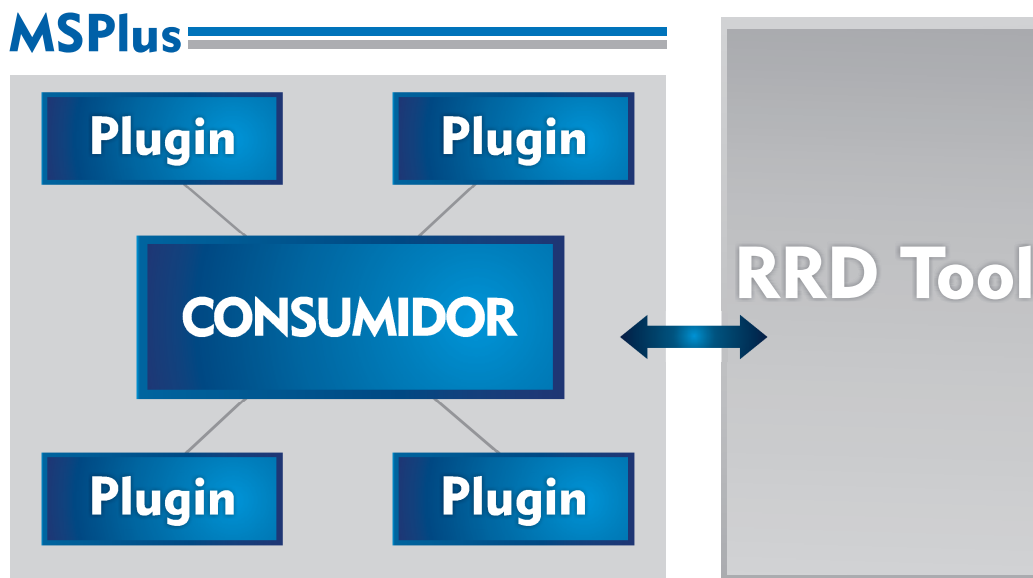 MSPlus
Plugin
Plugin
CONSUMIDOR
RRD Tool
Plugin
Plugin